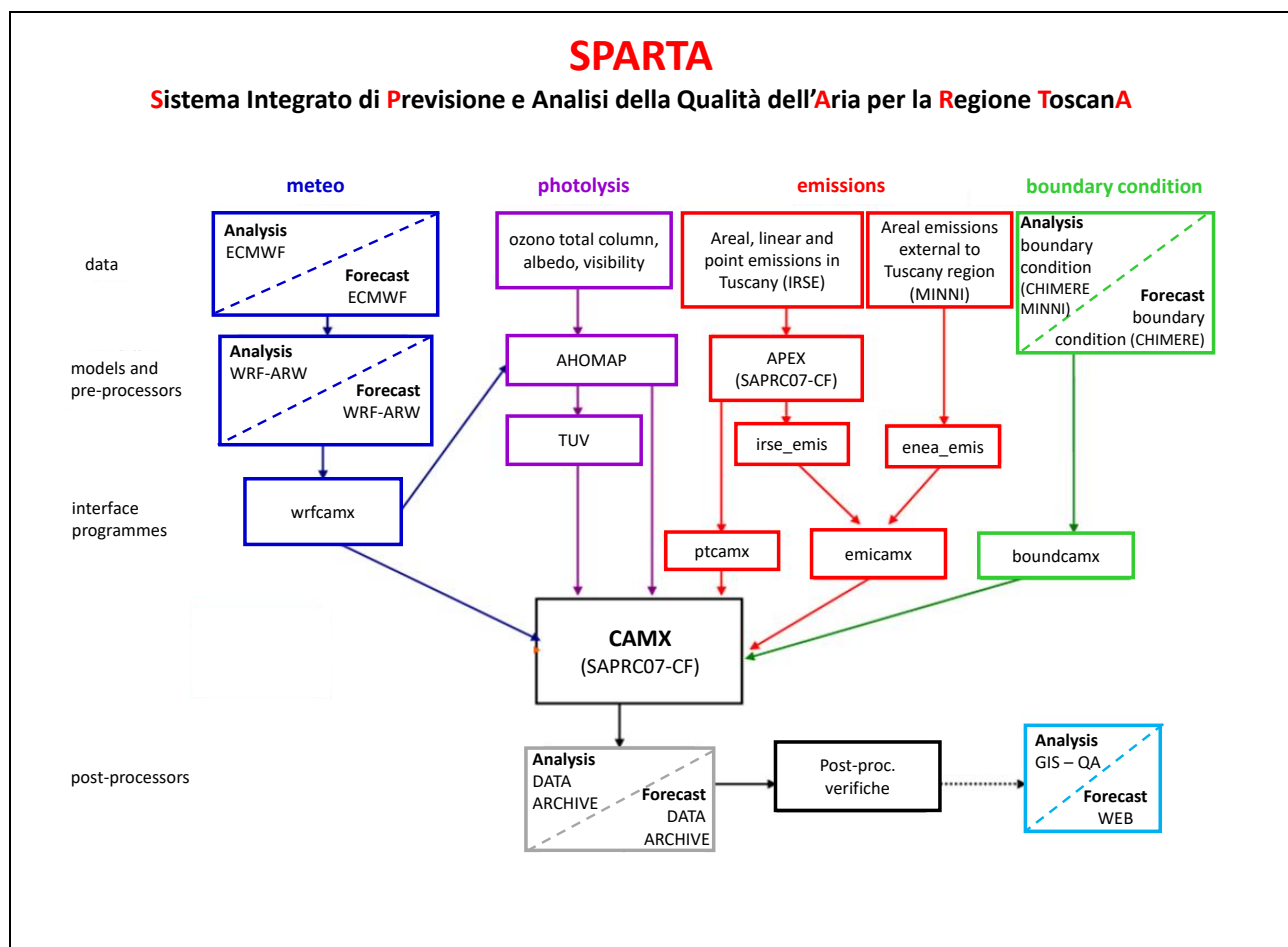 SPARTA
Sistema Integrato di Previsione e Analisi della Qualità dell'Aria per la Regione ToscanA
meteo
photolysis
emissions
boundary condition
data
Analysis
ECMWF
Forecast
ECMWF
ozono total column,
albedo, visibility
Areal, linear and
point emissions in
Tuscany (IRSE)
Areal emissions
external to
Tuscany region
(MINNI)
Analysis
boundary
condition
(CHIMERE
MINNI)
Forecast
boundary
condition (CHIMERE)
models and
pre-processors
Analysis
WRF-ARW
Forecast
WRF-ARW
AHOMAP
APEX
(SAPRC07-CF)
TUV
irse_emis
enea_emis
interface
programmes
wrfcamx
ptcamx
emicamx
boundcamx
CAMX
(SAPRC07-CF)
post-processors
Analysis
DATA
ARCHIVE
Forecast
DATA
ARCHIVE
Post-proc.
verifiche
Analysis
GIS – QA
Forecast
WEB